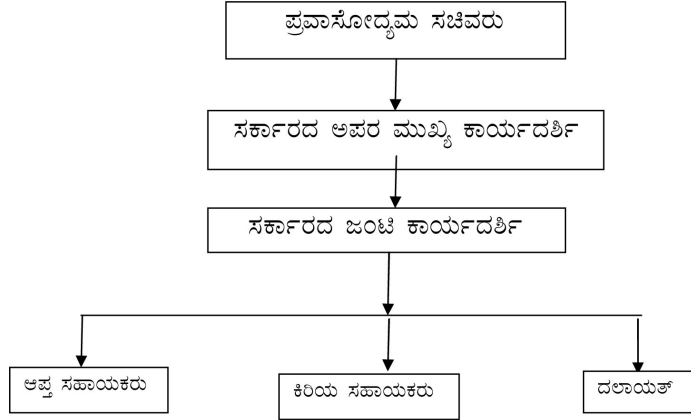 ಪ್ರವಾಸೋದ್ಯಮ ಸಚಿವರು
ಸರ್ಕಾರದ ಅಪರ ಮುಖ್ಯ ಕಾರ್ಯದರ್ಶಿ
ಸರ್ಕಾರದ ಜಂಟಿ ಕಾರ್ಯದರ್ಶಿ
ಆಪ್ತ ಸಹಾಯಕರು
ಕಿರಿಯ ಸಹಾಯಕರು
ದಲಾಯತ್